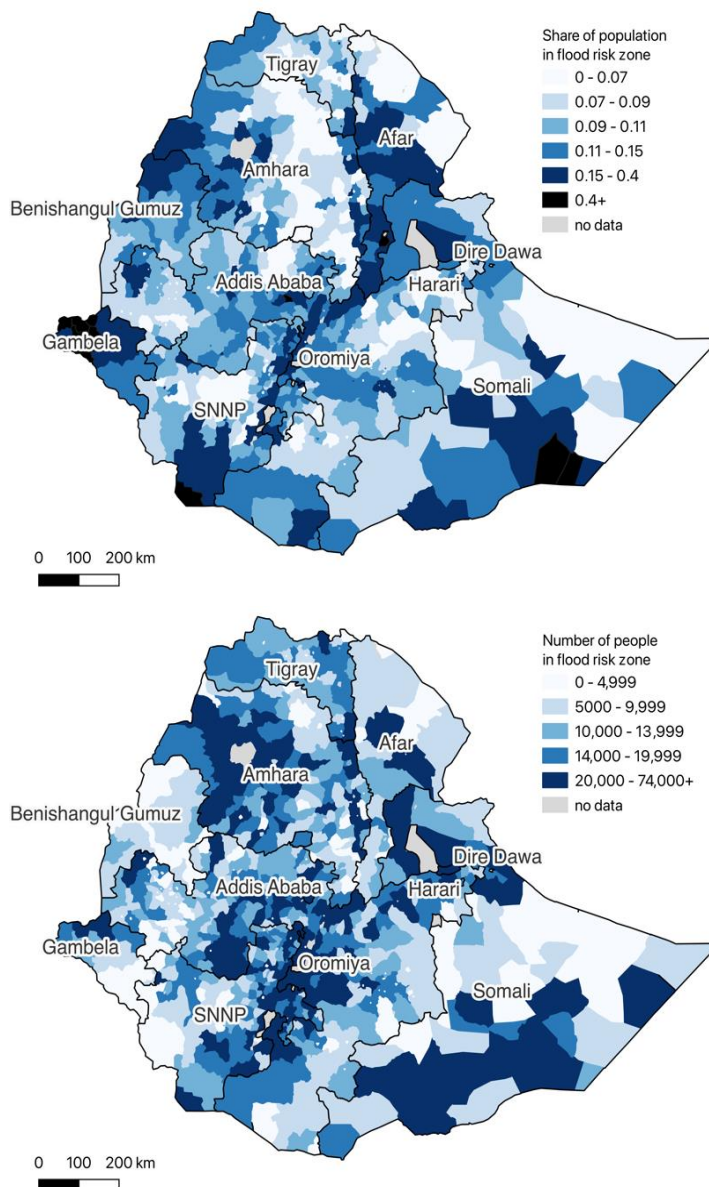 Share of population
in flood risk zone
0 - 0.07
0.07 - 0.09
0.09 - 0.11
0.11 - 0.15
0.15 - 0.4
0.4+
no data
Tigray
Afar
Amhara
Benishangul Gumuz
Dire Dawa
Addis Ababa
Harari
Gambela
Oromiya
Somali
SNNP
0 100 200 km
Number of people
in flood risk zone
0 - 4,999
5000 - 9,999
10,000 - 13,999
14,000 - 19,999
20,000 - 74,000+
no data
Tigray
Afar
Amhara
Benishangul Gumuz
Dire Dawa
Addis Ababa
Harari
Gambela
Oromiya
Somali
SNNP
0 100 200 km